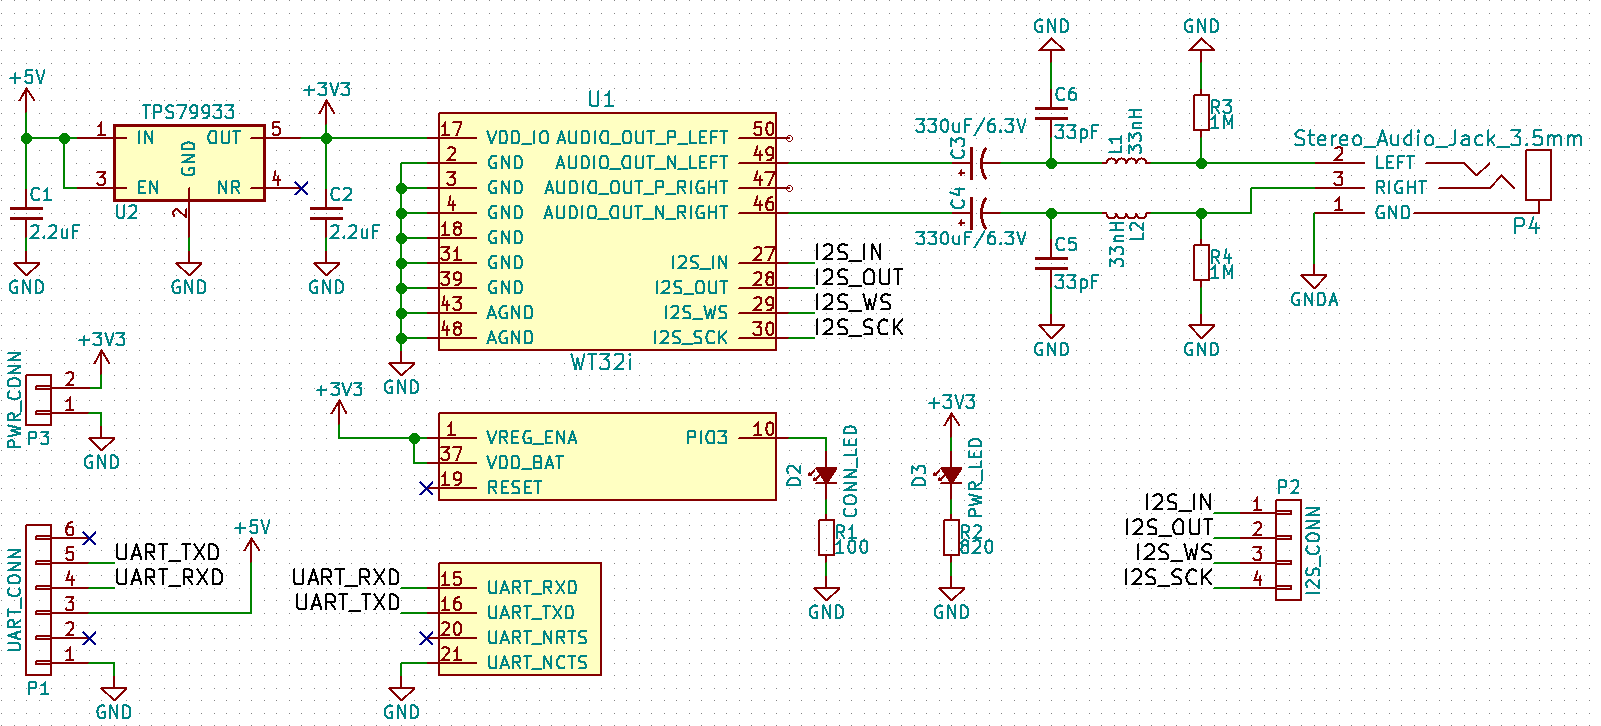 +5V
GND
TPS79933
1 IN OUT 5
GND
3 EN NR 4
U2 2
C1
2.2uF
GND
+3V3
C2
2.2uF
GND
U1
17 VDD_IO AUDIO_OUT_P_LEFT 50
2 GND AUDIO_OUT_N_LEFT 49
3 GND AUDIO_OUT_P_RIGHT 47
4 GND AUDIO_OUT_N_RIGHT 46
18 GND
31 GND I2S_IN 27 I2S_IN
39 GND I2S_OUT 28 I2S_OUT
43 AGND I2S_WS 29 I2S_WS
48 AGND I2S_SCK 30 I2S_SCK
WT32i
GND
330uF/6.3V
C3
+
C4
+
330uF/6.3V
GND
C6
33pF
L1
33nH
GND
R3
1M
C5
33pF
GND
33nH
L2
R4
1M
GND
Stereo_Audio_Jack_3.5mm
2 LEFT
3 RIGHT
1 GND
P4
GNDA
+3V3
PWR_CONN
2
1
P3
GND
+3V3
1 VREG_ENA PIO3 10
37 VDD_BAT
19 RESET
D2
CONN_LED
R1
100
GND
+3V3
D3
PWR_LED
R2
820
GND
UART_CONN
6
5 UART_TXD
4 UART_RXD
3
2
1
P1
+5V
GND
UART_RXD 15 UART_RXD
UART_TXD 16 UART_TXD
20 UART_NRTS
21 UART_NCTS
GND
P2
I2S_IN 1
I2S_OUT 2
I2S_WS 3
I2S_SCK 4
I2S_CONN